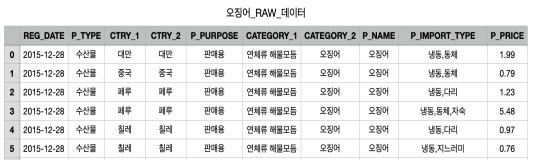 오징어_RAW_데이터
REG_DATE P_TYPE CTRY_1 CTRY_2 P_PURPOSE CATEGORY_1 CATEGORY_2 P_NAME P_IMPORT_TYPE P_PRICE
0 2015-12-28 수산물 대만 대만 판매용 연체류 해물모듬 오징어 오징어 냉동,동체 1.99
1 2015-12-28 수산물 중국 중국 판매용 연체류 해물모듬 오징어 오징어 냉동,동체 0.79
2 2015-12-28 수산물 페루 페루 판매용 연체류 해물모듬 오징어 오징어 냉동,다리 1.23
3 2015-12-28 수산물 페루 페루 판매용 연체류 해물모듬 오징어 오징어 냉동,동체,자숙 5.48
4 2015-12-28 수산물 칠레 칠레 판매용 연체류 해물모듬 오징어 오징어 냉동,다리 0.97
5 2015-12-28 수산물 칠레 칠레 판매용 연체류 해물모듬 오징어 오징어 냉동,지느러미 0.76